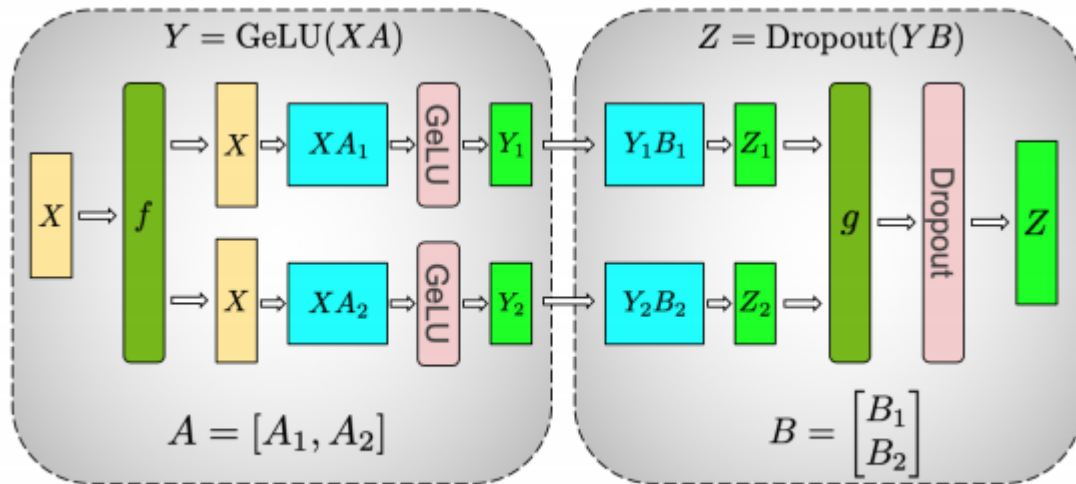 Y = GeLU(XA)
X
f
X
XA₁
GeLU
Y₁
X
XA₂
GeLU
Y₂
A = [A₁, A₂]
Z = Dropout(YB)
Y₁B₁
Z₁
Y₂B₂
Z₂
g
Dropout
Z
B = [B₁
B₂]